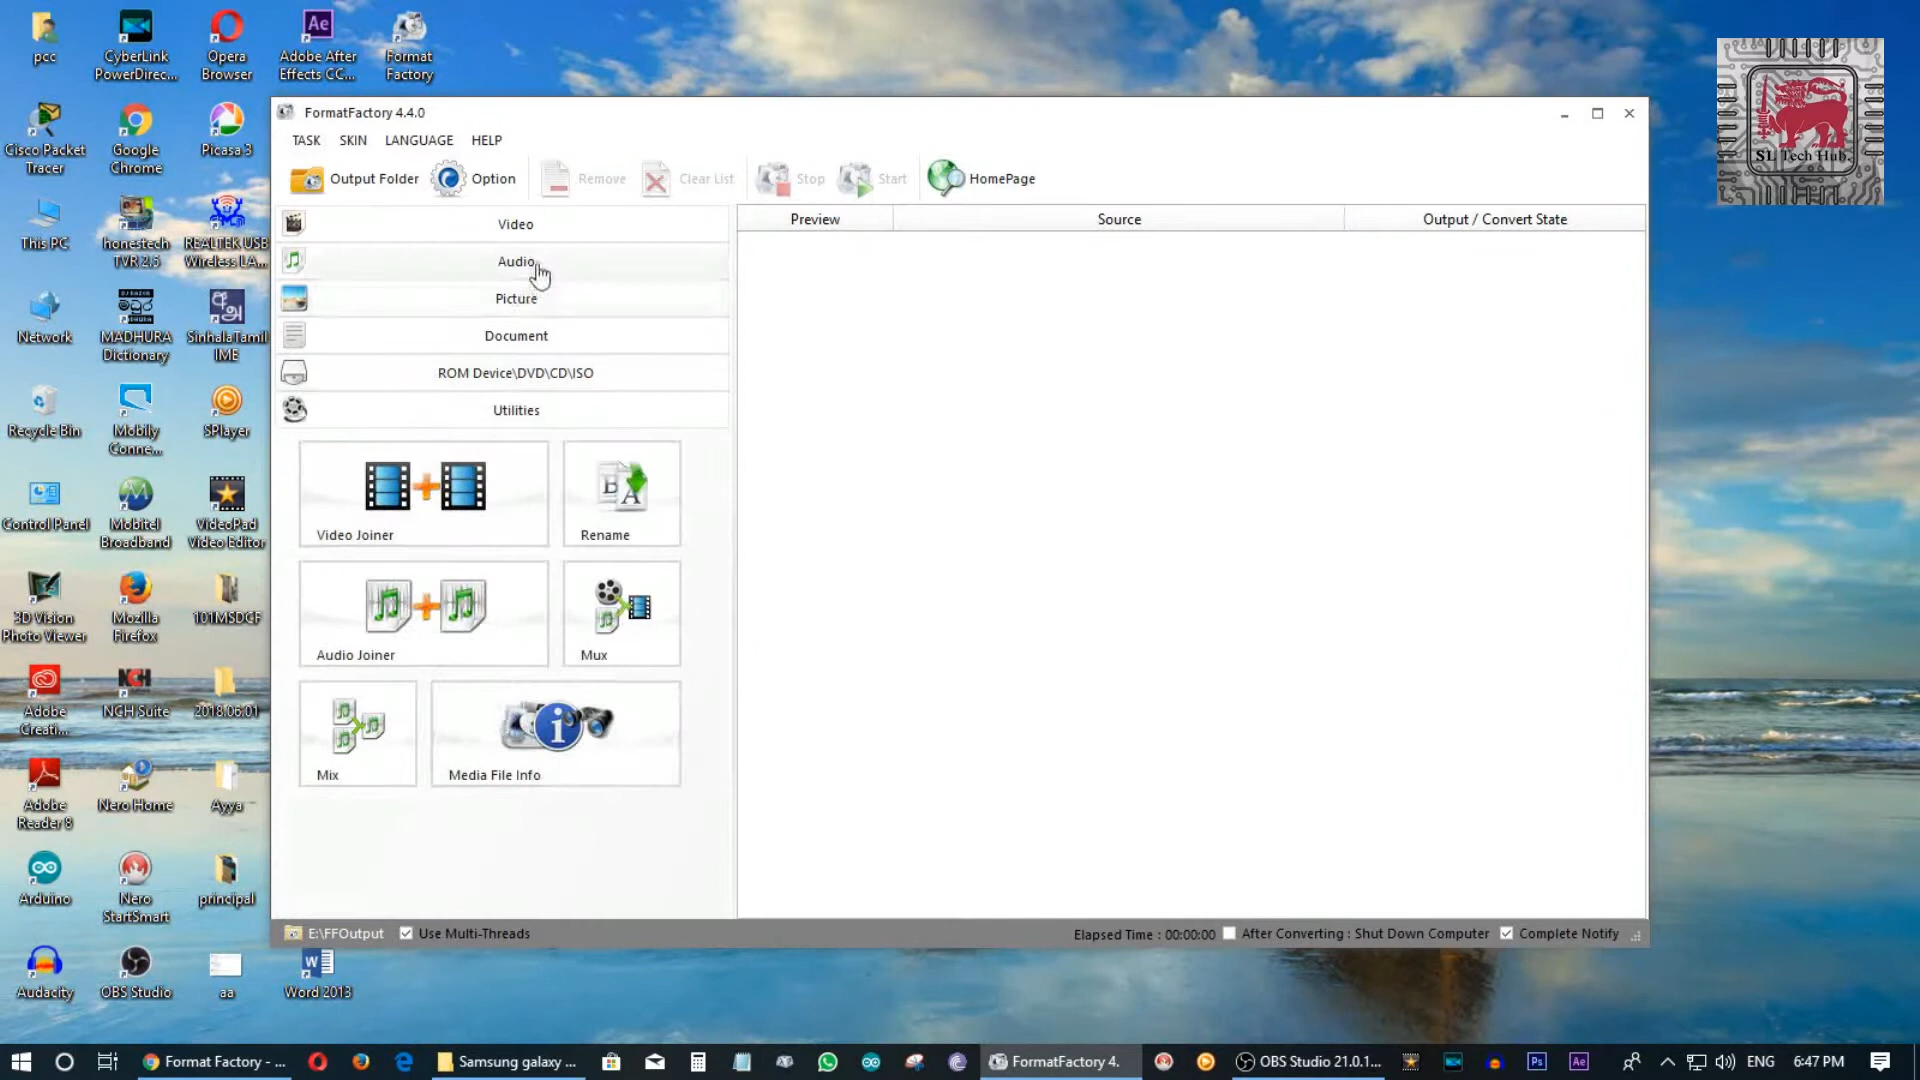 pcc
CyberLink
PowerDirec...
Opera
Browser
Adobe After
Effects CC...
Format
Factory
Cisco Packet
Tracer
Google
Chrome
Picasa 3
This PC
honestech
TVR 2.5
REALTEK USB
Wireless LA...
Network
MADHURA
Dictionary
SinhalaTamil
IME
Recycle Bin
Mobily
Conne...
SPlayer
Control Panel
Mobitel
Broadband
VideoPad
Video Editor
3D Vision
Photo Viewer
Mozilla
Firefox
101MSDCF
Adobe
Creati...
NCH Suite
2018.06.01
Adobe
Reader 8
Nero Home
Ayya
Arduino
Nero
StartSmart
principal
Audacity
OBS Studio
aa
Word 2013
SL Tech Hub.
FormatFactory 4.4.0
TASK SKIN LANGUAGE HELP
Output Folder Option Remove Clear List Stop Start HomePage
Video
Audio
Picture
Document
ROM Device\DVD\CD\ISO
Utilities
Preview Source Output / Convert State
Video Joiner Rename
Audio Joiner Mux
Mix Media File Info
E:\FFOutput Use Multi-Threads Elapsed Time : 00:00:00 After Converting : Shut Down Computer Complete Notify
Format Factory - ... Samsung galaxy ... FormatFactory 4. OBS Studio 21.0.1... Ps Ae ENG 6:47 PM